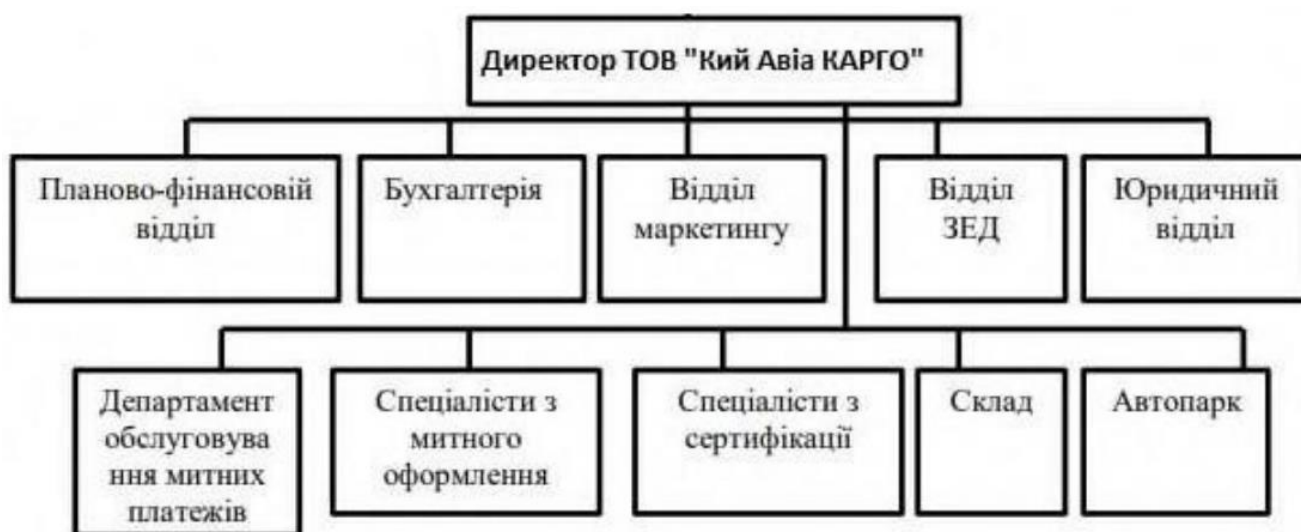 Директор ТОВ "Кий Авіа КАРГО"
Планово-фінансовій
відділ
Бухгалтерія
Відділ
маркетингу
Відділ
ЗЕД
Юридичний
відділ
Департамент
обслуговува
ння митних
платежів
Спеціалісти з
митного
оформлення
Спеціалісти з
сертифікації
Склад
Автопарк